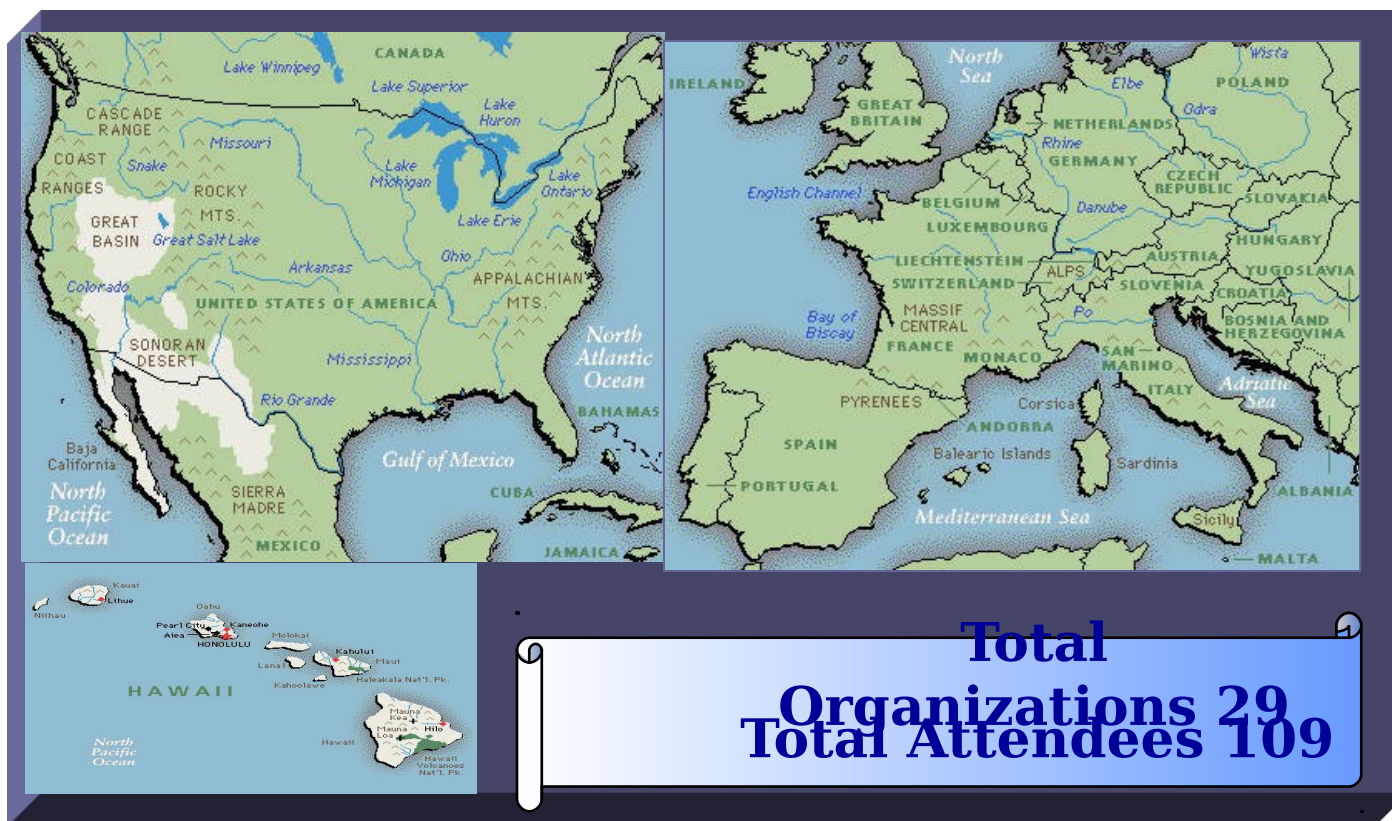 CANADA
Lake Winnipeg
Lake Superior
Lake
Huron
CASCADE
RANGE
Missouri
COAST
RANGES
Snake
ROCKY
MTS.
Lake
Michigan
Lake
Ontario
GREAT
BASIN
Great Salt Lake
Lake Erie
Ohio
Arkansas
APPALACHIAN
MTS.
Colorado
UNITED STATES OF AMERICA
SONORAN
DESERT
Mississippi
North
Atlantic
Ocean
Rio Grande
BAHAMAS
Baja
California
Gulf of Mexico
North
Pacific
Ocean
SIERRA
MADRE
CUBA
MEXICO
JAMAICA
North
Sea
Wista
IRELAND
Elbe
POLAND
GREAT
BRITAIN
Odra
NETHERLANDS
Rhine
GERMANY
CZECH
REPUBLIC
English Channel
BELGIUM
SLOVAKIA
Danube
LUXEMBOURG
HUNGARY
LIECHTENSTEIN
ALPS
AUSTRIA
YUGOSLAVIA
SWITZERLAND
SLOVENIA
CROATIA
Bay of
Biscay
MASSIF
CENTRAL
Po
BOSNIA AND
HERZEGOVINA
FRANCE
MONACO
SAN
MARINO
ITALY
Adriatic
Sea
PYRENEES
Corsica
ANDORRA
SPAIN
Balearic Islands
Sardinia
PORTUGAL
ALBANIA
Mediterranean Sea
Sicily
MALTA
Kauai
Lihue
Niihau
Oahu
Pearl City
Kaneohe
Aiea
HONOLULU
Molokai
Kahului
Lanai
Maui
Haleakala Nat'l. Pk.
Kahoolawe
HAWAII
Mauna
Kea
Hilo
Mauna
Loa
Hawaii
North
Pacific
Ocean
Hawaii
Volcanoes
Nat'l. Pk.
Total
Organizations 29
Total Attendees 109